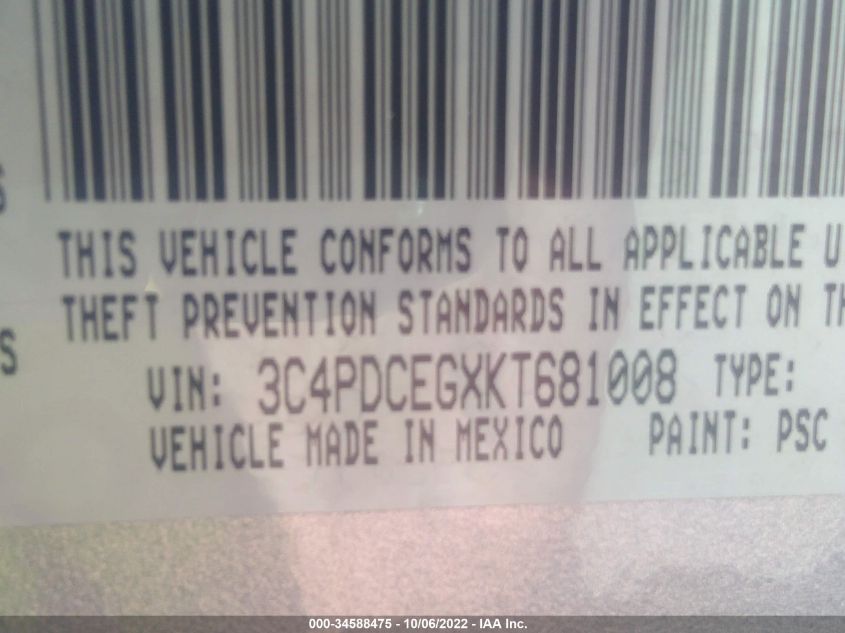 S
THIS VEHICLE CONFORMS TO ALL APPLICABLE U
THEFT PREVENTION STANDARDS IN EFFECT ON TH
S
VIN: 3C4PDCEGXKT681008 TYPE:
VEHICLE MADE IN MEXICO PAINT: PSC
000-34588475 - 10/06/2022 - IAA Inc.